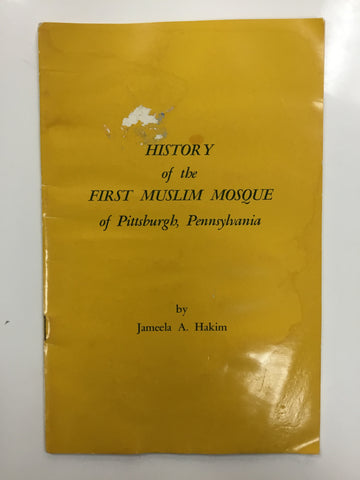 HISTORY
of the
FIRST MUSLIM MOSQUE
of Pittsburgh, Pennsylvania
by
Jameela A. Hakim